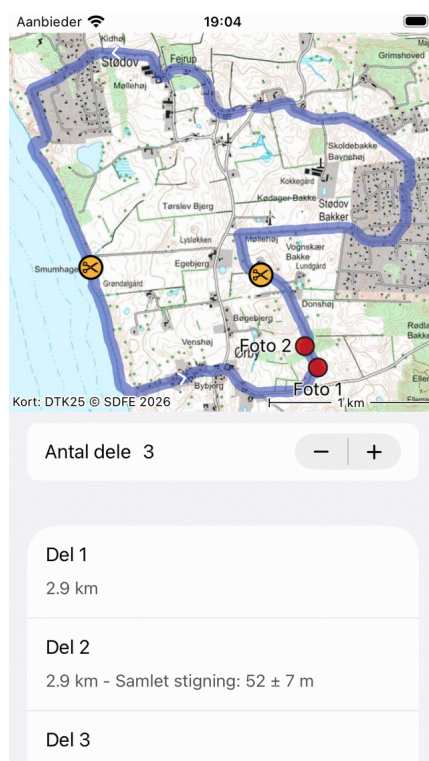 Aanbieder 19:04
Kidhøj
Stødov
Fejrup
Grimshoved
Møllehøj
Skoldebakke
Bavnehøj
Kokkegård
Kødager Bakke
Stødov
Bakker
Tørslev Bjerg
Lysløkken
Møllehøj
Vognskær
Bakke
Egebjerg
Lundgård
Smumhage
Grøndalgård
Donshøj
Bøgebjerg
Venshøj
Foto 2
Ørby
Bybjerg
Foto 1
Kort: DTK25 © SDFE 2026
1 km
Antal dele 3
− +
Del 1
2.9 km
Del 2
2.9 km - Samlet stigning: 52 ± 7 m
Del 3